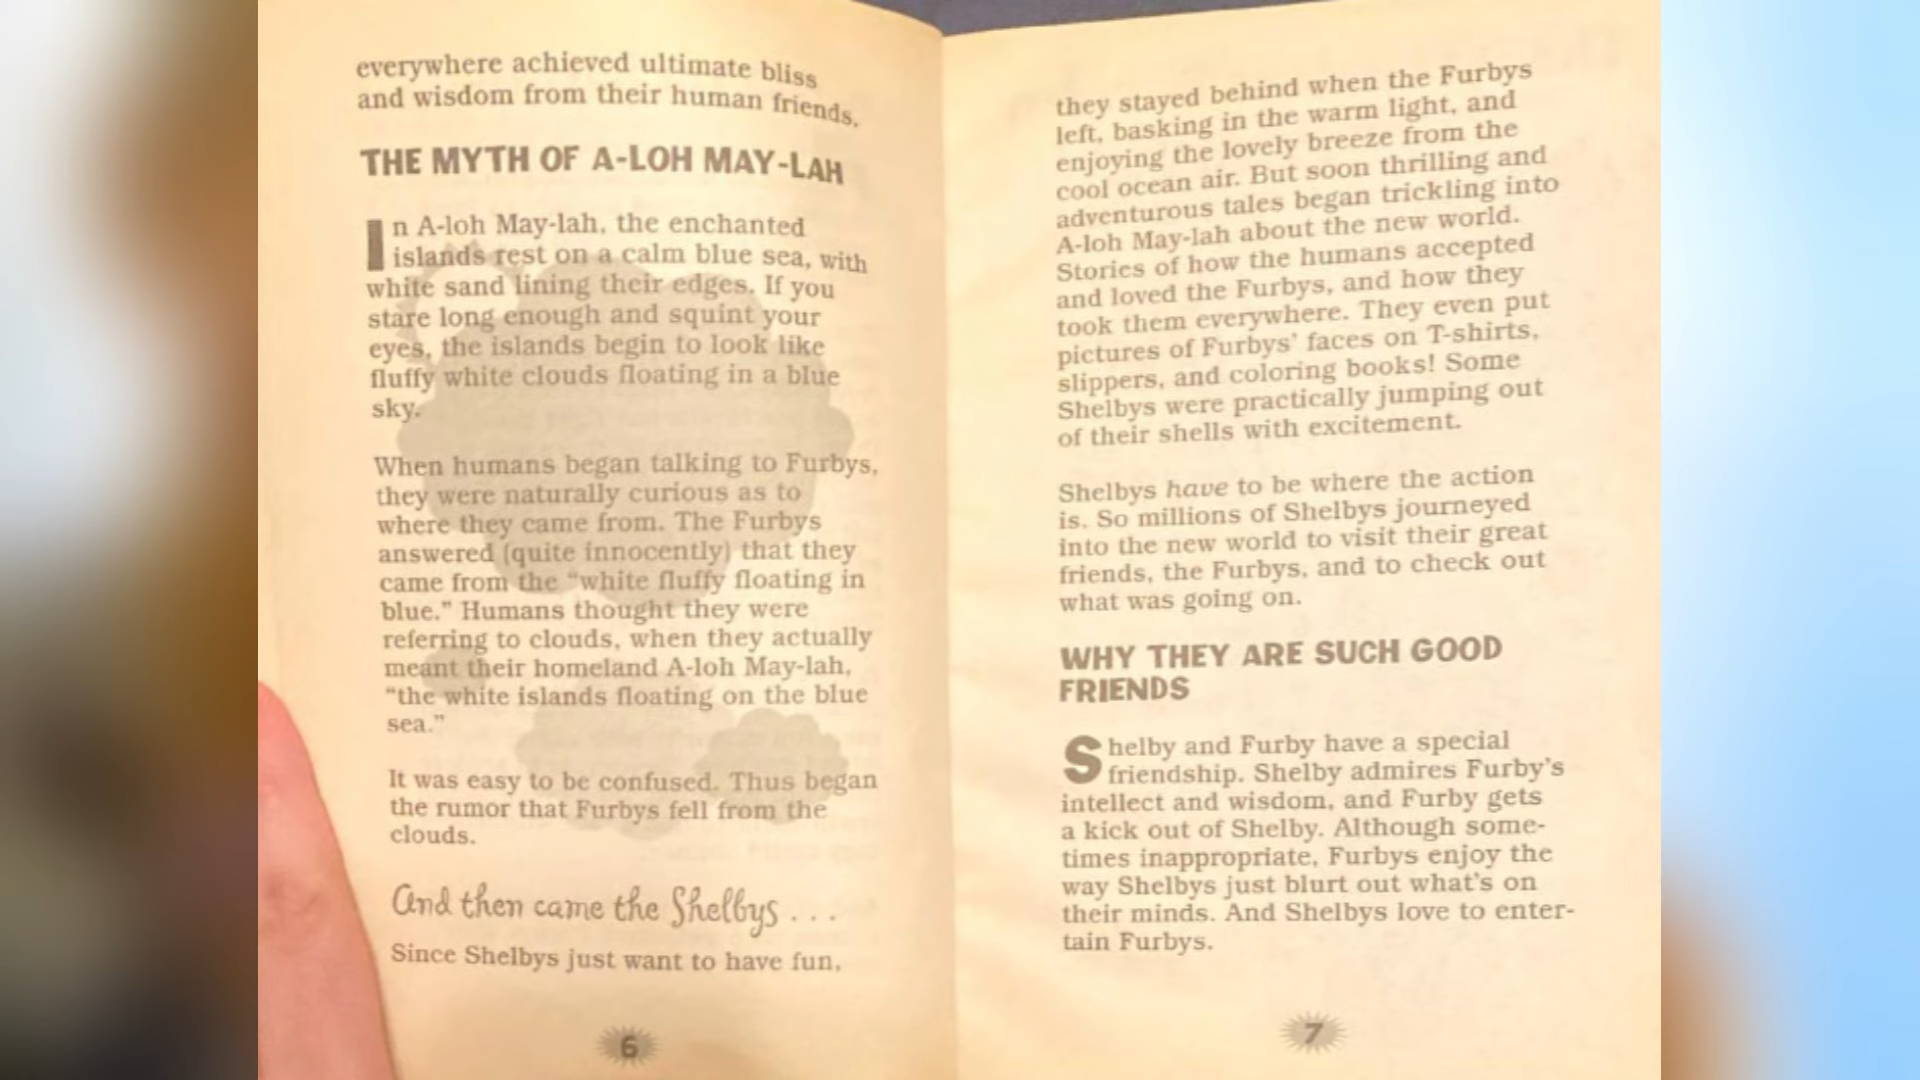 everywhere achieved ultimate bliss
and wisdom from their human friends.
THE MYTH OF A-LOH MAY-LAH
In A-loh May-lah, the enchanted
islands rest on a calm blue sea, with
white sand lining their edges. If you
stare long enough and squint your
eyes, the islands begin to look like
fluffy white clouds floating in a blue
sky.
When humans began talking to Furbys,
they were naturally curious as to
where they came from. The Furbys
answered (quite innocently) that they
came from the “white fluffy floating in
blue.” Humans thought they were
referring to clouds, when they actually
meant their homeland A-loh May-lah,
“the white islands floating on the blue
sea.”
It was easy to be confused. Thus began
the rumor that Furbys fell from the
clouds.
And then came the Shelbys . . .
Since Shelbys just want to have fun,
6
they stayed behind when the Furbys
left, basking in the warm light, and
enjoying the lovely breeze from the
cool ocean air. But soon thrilling and
adventurous tales began trickling into
A-loh May-lah about the new world.
Stories of how the humans accepted
and loved the Furbys, and how they
took them everywhere. They even put
pictures of Furbys’ faces on T-shirts,
slippers, and coloring books! Some
Shelbys were practically jumping out
of their shells with excitement.
Shelbys have to be where the action
is. So millions of Shelbys journeyed
into the new world to visit their great
friends, the Furbys, and to check out
what was going on.
WHY THEY ARE SUCH GOOD
FRIENDS
Shelby and Furby have a special
friendship. Shelby admires Furby’s
intellect and wisdom, and Furby gets
a kick out of Shelby. Although some-
times inappropriate, Furbys enjoy the
way Shelbys just blurt out what’s on
their minds. And Shelbys love to enter-
tain Furbys.
7